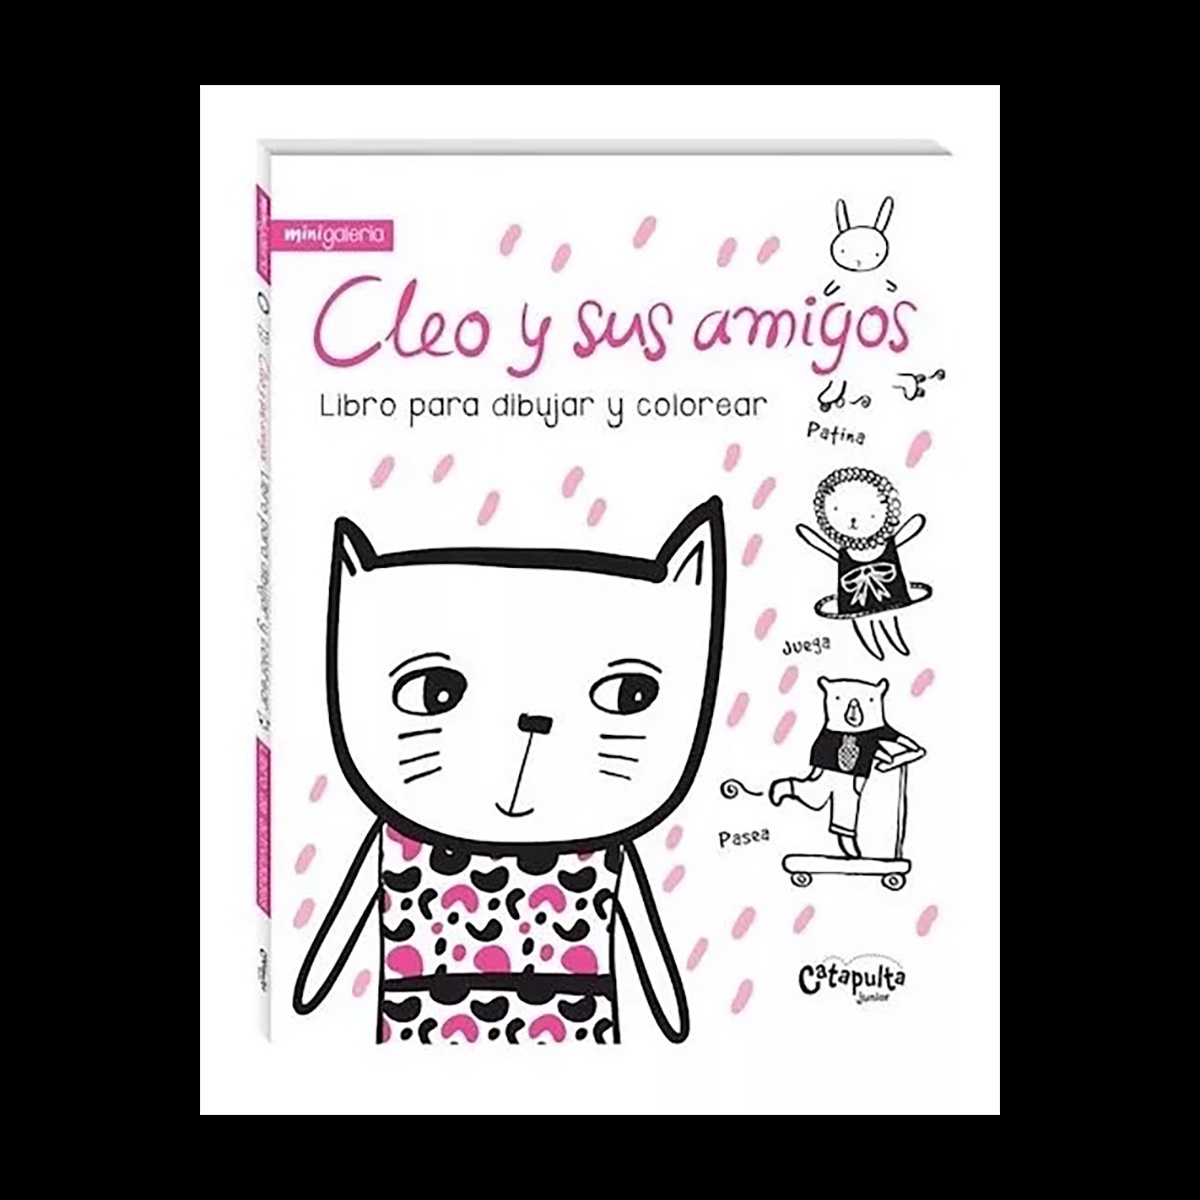 minigalería
Cleo y sus amigos
Libro para dibujar y colorear
Patina
Juega
Pasea
Catapulta
junior